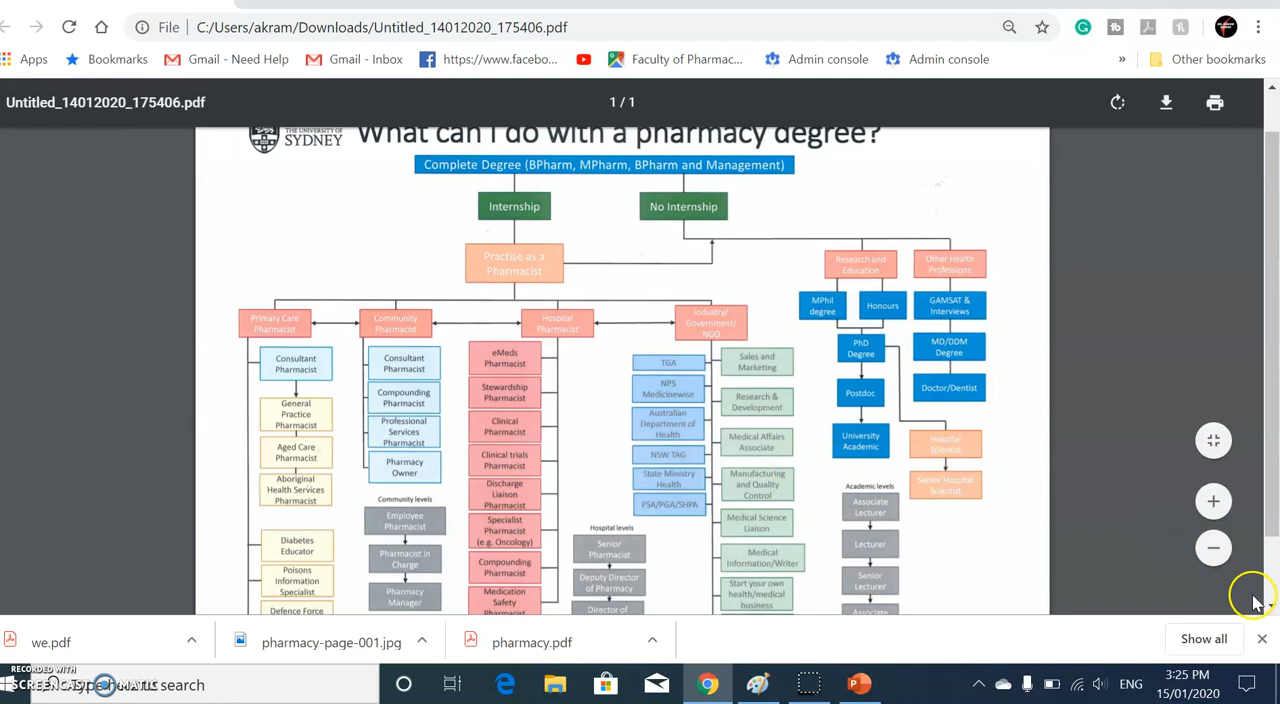 File
C:/Users/akram/Downloads/Untitled_14012020_175406.pdf
Apps
Bookmarks
Gmail - Need Help
Gmail - Inbox
https://www.facebo...
Faculty of Pharmac...
Admin console
Admin console
»
Other bookmarks
Untitled_14012020_175406.pdf
1 / 1
THE UNIVERSITY OF
SYDNEY
What can I do with a pharmacy degree?
Complete Degree (BPharm, MPharm, BPharm and Management)
Internship
No Internship
Practise as a
Pharmacist
Research and
Education
Other Health
Professions
MPhil
degree
Honours
GAMSAT &
Interviews
PhD
Degree
MD/DDM
Degree
Postdoc
Doctor/Dentist
University
Academic
Hospital
Scientist
Senior Hospital
Scientist
Academic levels
Associate
Lecturer
Lecturer
Senior
Lecturer
Associate
Primary Care
Pharmacist
Community
Pharmacist
Hospital
Pharmacist
Industry/
Government/
NGO
Consultant
Pharmacist
General
Practice
Pharmacist
Aged Care
Pharmacist
Aboriginal
Health Services
Pharmacist
Diabetes
Educator
Poisons
Information
Specialist
Defence Force
Consultant
Pharmacist
Compounding
Pharmacist
Professional
Services
Pharmacist
Pharmacy
Owner
Community levels
Employee
Pharmacist
Pharmacist in
Charge
Pharmacy
Manager
eMeds
Pharmacist
Stewardship
Pharmacist
Clinical
Pharmacist
Clinical trials
Pharmacist
Discharge
Liaison
Pharmacist
Specialist
Pharmacist
(e.g. Oncology)
Compounding
Pharmacist
Medication
Safety
Pharmacist
Hospital levels
Senior
Pharmacist
Deputy Director
of Pharmacy
Director of
TGA
NPS
Medicinewise
Australian
Department of
Health
NSW TAG
State Ministry
Health
PSA/PGA/SHPA
Sales and
Marketing
Research &
Development
Medical Affairs
Associate
Manufacturing
and Quality
Control
Medical Science
Liaison
Medical
Information/Writer
Start your own
health/medical
business
we.pdf
pharmacy-page-001.jpg
pharmacy.pdf
Show all
RECORDED WITH
SCREENCAST MATIC
Type here to search
ENG
3:25 PM
15/01/2020